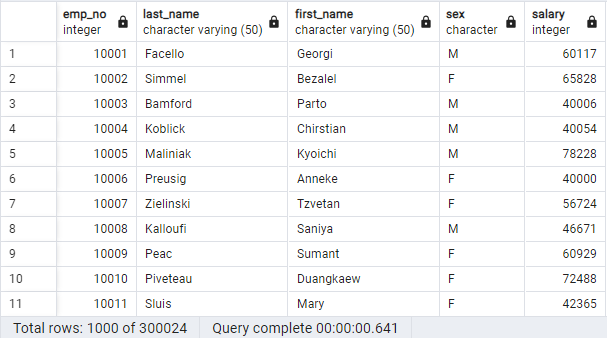 emp_no last_name first_name sex salary
integer character varying (50) character varying (50) character integer
1 10001 Facello Georgi M 60117
2 10002 Simmel Bezalel F 65828
3 10003 Bamford Parto M 40006
4 10004 Koblick Chirstian M 40054
5 10005 Maliniak Kyoichi M 78228
6 10006 Preusig Anneke F 40000
7 10007 Zielinski Tzvetan F 56724
8 10008 Kalloufi Saniya M 46671
9 10009 Peac Sumant F 60929
10 10010 Piveteau Duangkaew F 72488
11 10011 Sluis Mary F 42365
Total rows: 1000 of 300024 Query complete 00:00:00.641